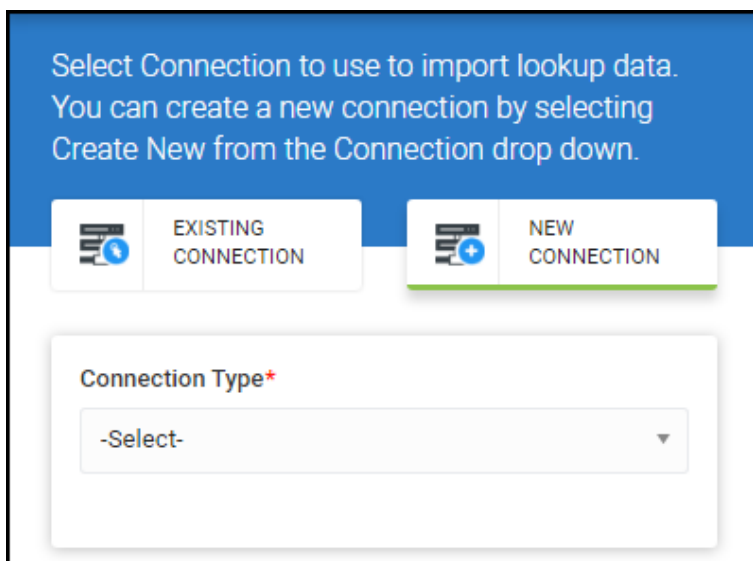 Select Connection to use to import lookup data.
You can create a new connection by selecting
Create New from the Connection drop down.
EXISTING
CONNECTION
NEW
CONNECTION
Connection Type*
-Select-